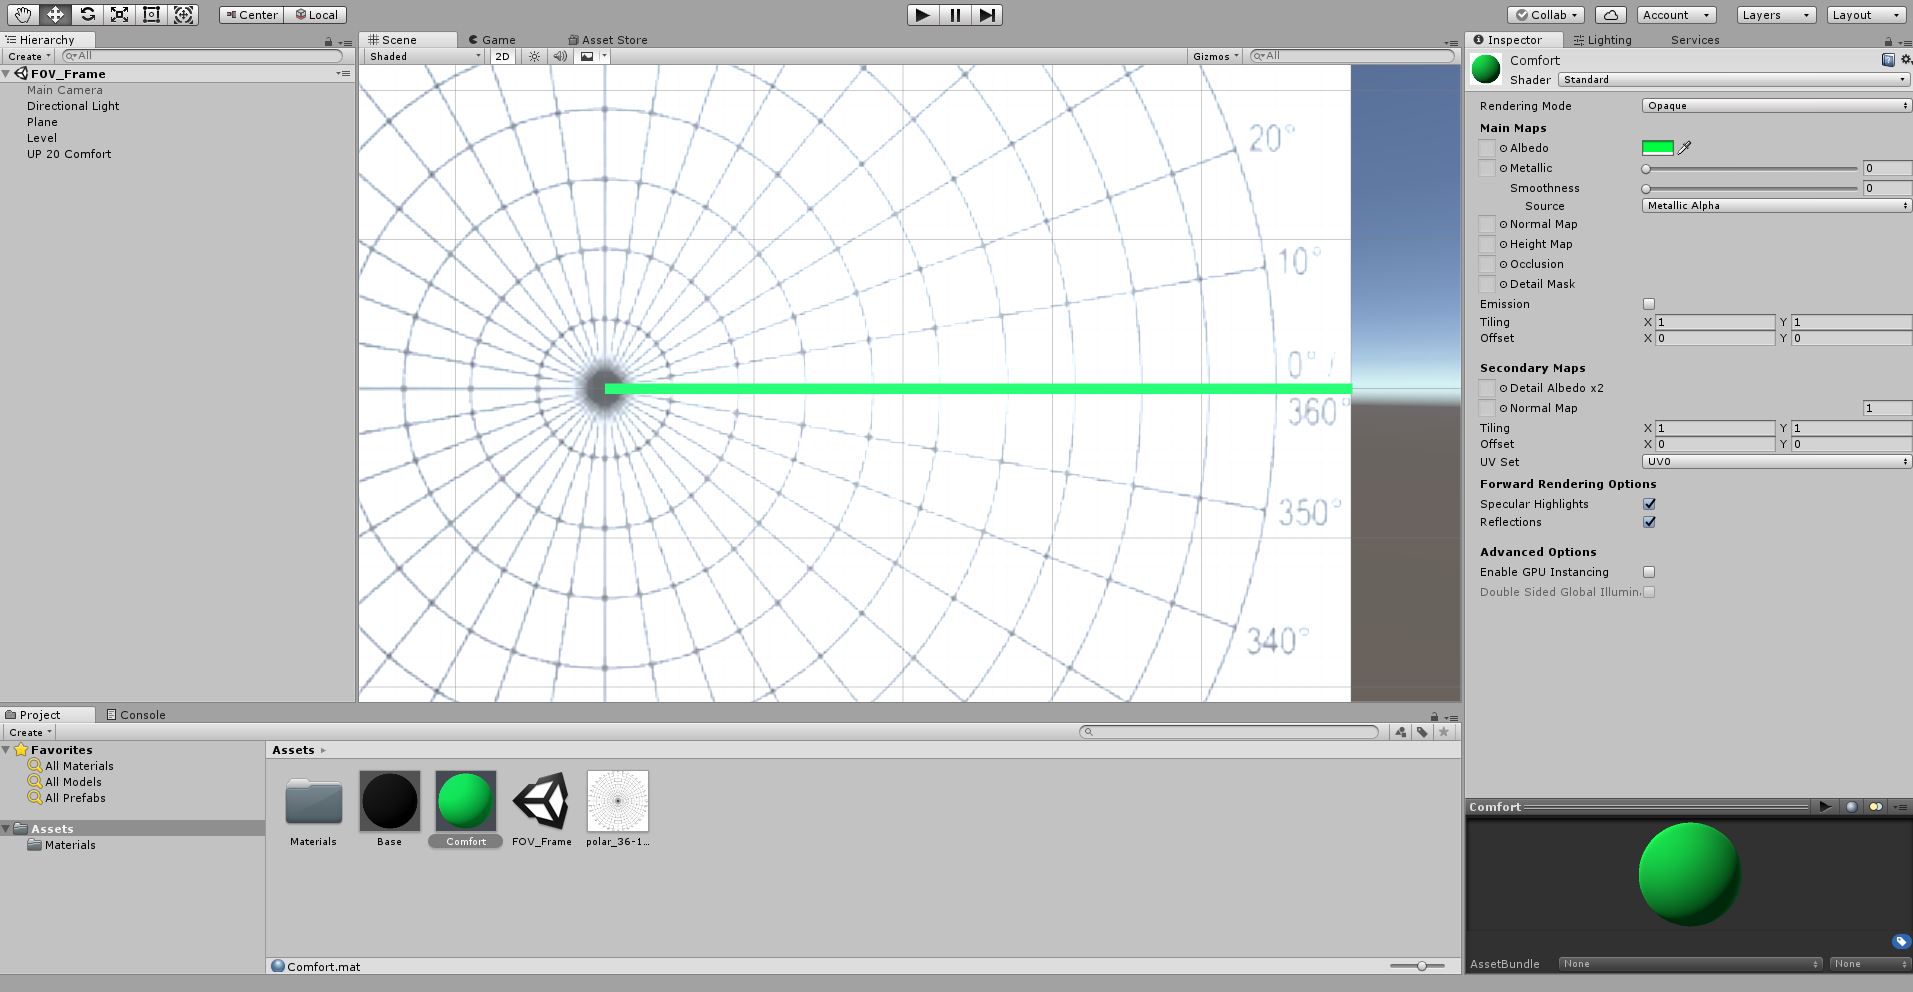 Center Local Collab Account Layers Layout
Hierarchy
Create All
FOV_Frame
Main Camera
Directional Light
Plane
Level
UP 20 Comfort
Scene Game Asset Store
Shaded 2D Gizmos All
20°
10°
0° /
360°
350°
340°
Inspector Lighting Services
Comfort
Shader Standard
Rendering Mode Opaque
Main Maps
Albedo
Metallic 0
Smoothness 0
Source Metallic Alpha
Normal Map
Height Map
Occlusion
Detail Mask
Emission
Tiling X 1 Y 1
Offset X 0 Y 0
Secondary Maps
Detail Albedo x2
Normal Map 1
Tiling X 1 Y 1
Offset X 0 Y 0
UV Set UV0
Forward Rendering Options
Specular Highlights
Reflections
Advanced Options
Enable GPU Instancing
Double Sided Global Illumin
Project Console
Create
Favorites
All Materials
All Models
All Prefabs
Assets
Materials
Assets
Materials Base Comfort FOV_Frame polar_36-1...
Comfort.mat
Comfort
AssetBundle None None